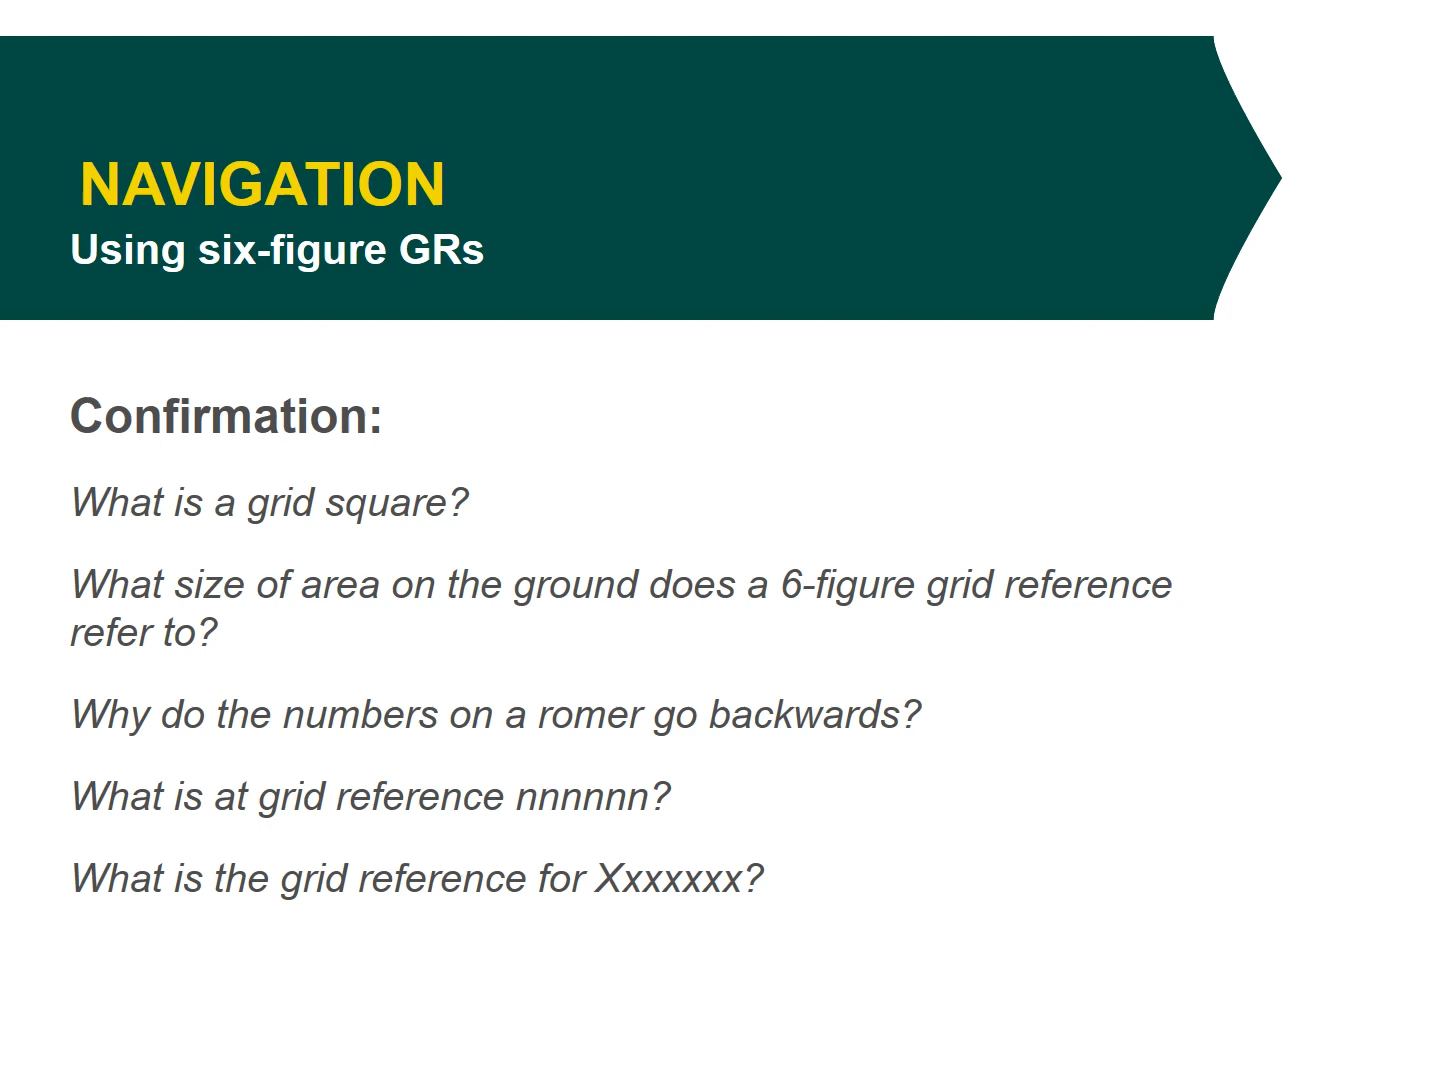 NAVIGATION
Using six-figure GRs
Confirmation:
What is a grid square?
What size of area on the ground does a 6-figure grid reference
refer to?
Why do the numbers on a romer go backwards?
What is at grid reference nnnnnn?
What is the grid reference for Xxxxxxx?